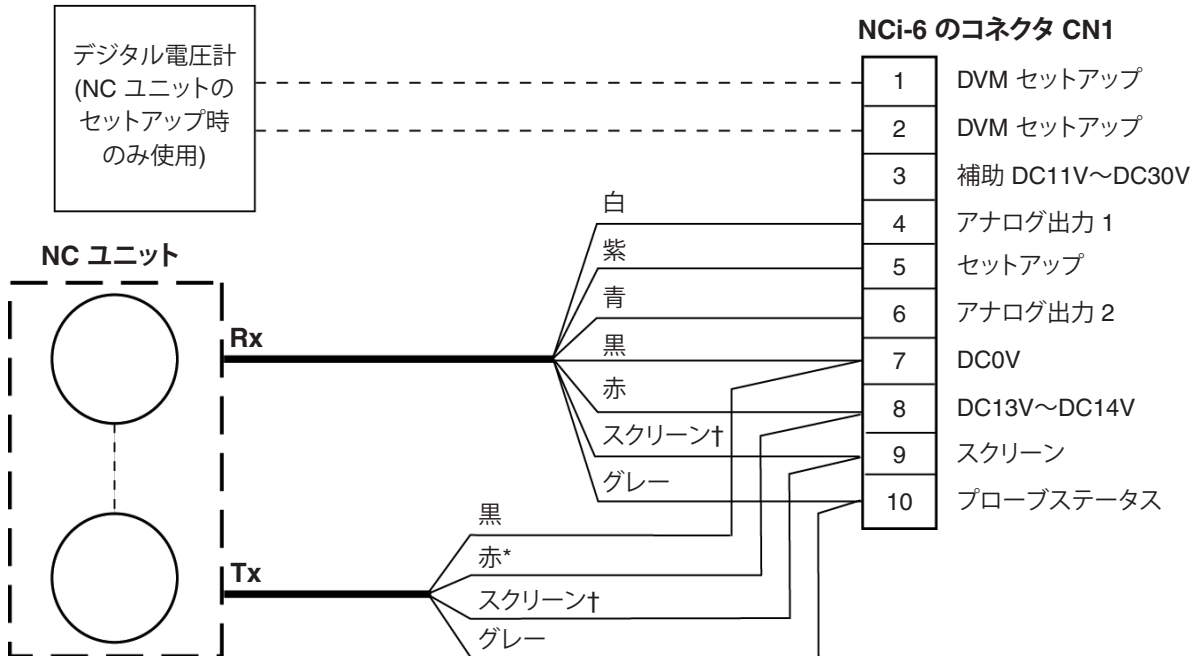 デジタル電圧計
(NC ユニットの
セットアップ時
のみ使用)
NCi-6 のコネクタ CN1
1 DVM セットアップ
2 DVM セットアップ
3 補助 DC11V～DC30V
4 アナログ出力 1
5 セットアップ
6 アナログ出力 2
7 DC0V
8 DC13V～DC14V
9 スクリーン
10 プローブステータス
NC ユニット
Rx
白
紫
青
黒
赤
スクリーン†
グレー
Tx
黒
赤*
スクリーン†
グレー